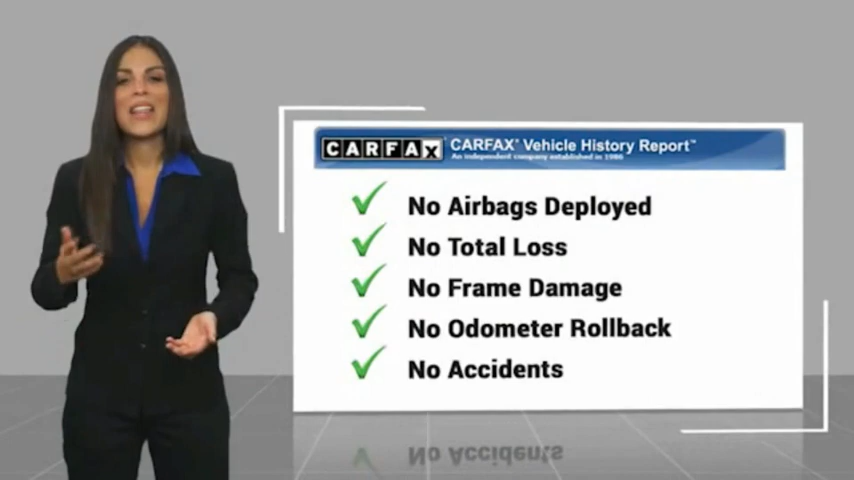 CARFAX CARFAX® Vehicle History Report™
An independent company established in 1986
No Airbags Deployed
No Total Loss
No Frame Damage
No Odometer Rollback
No Accidents
No Accidents